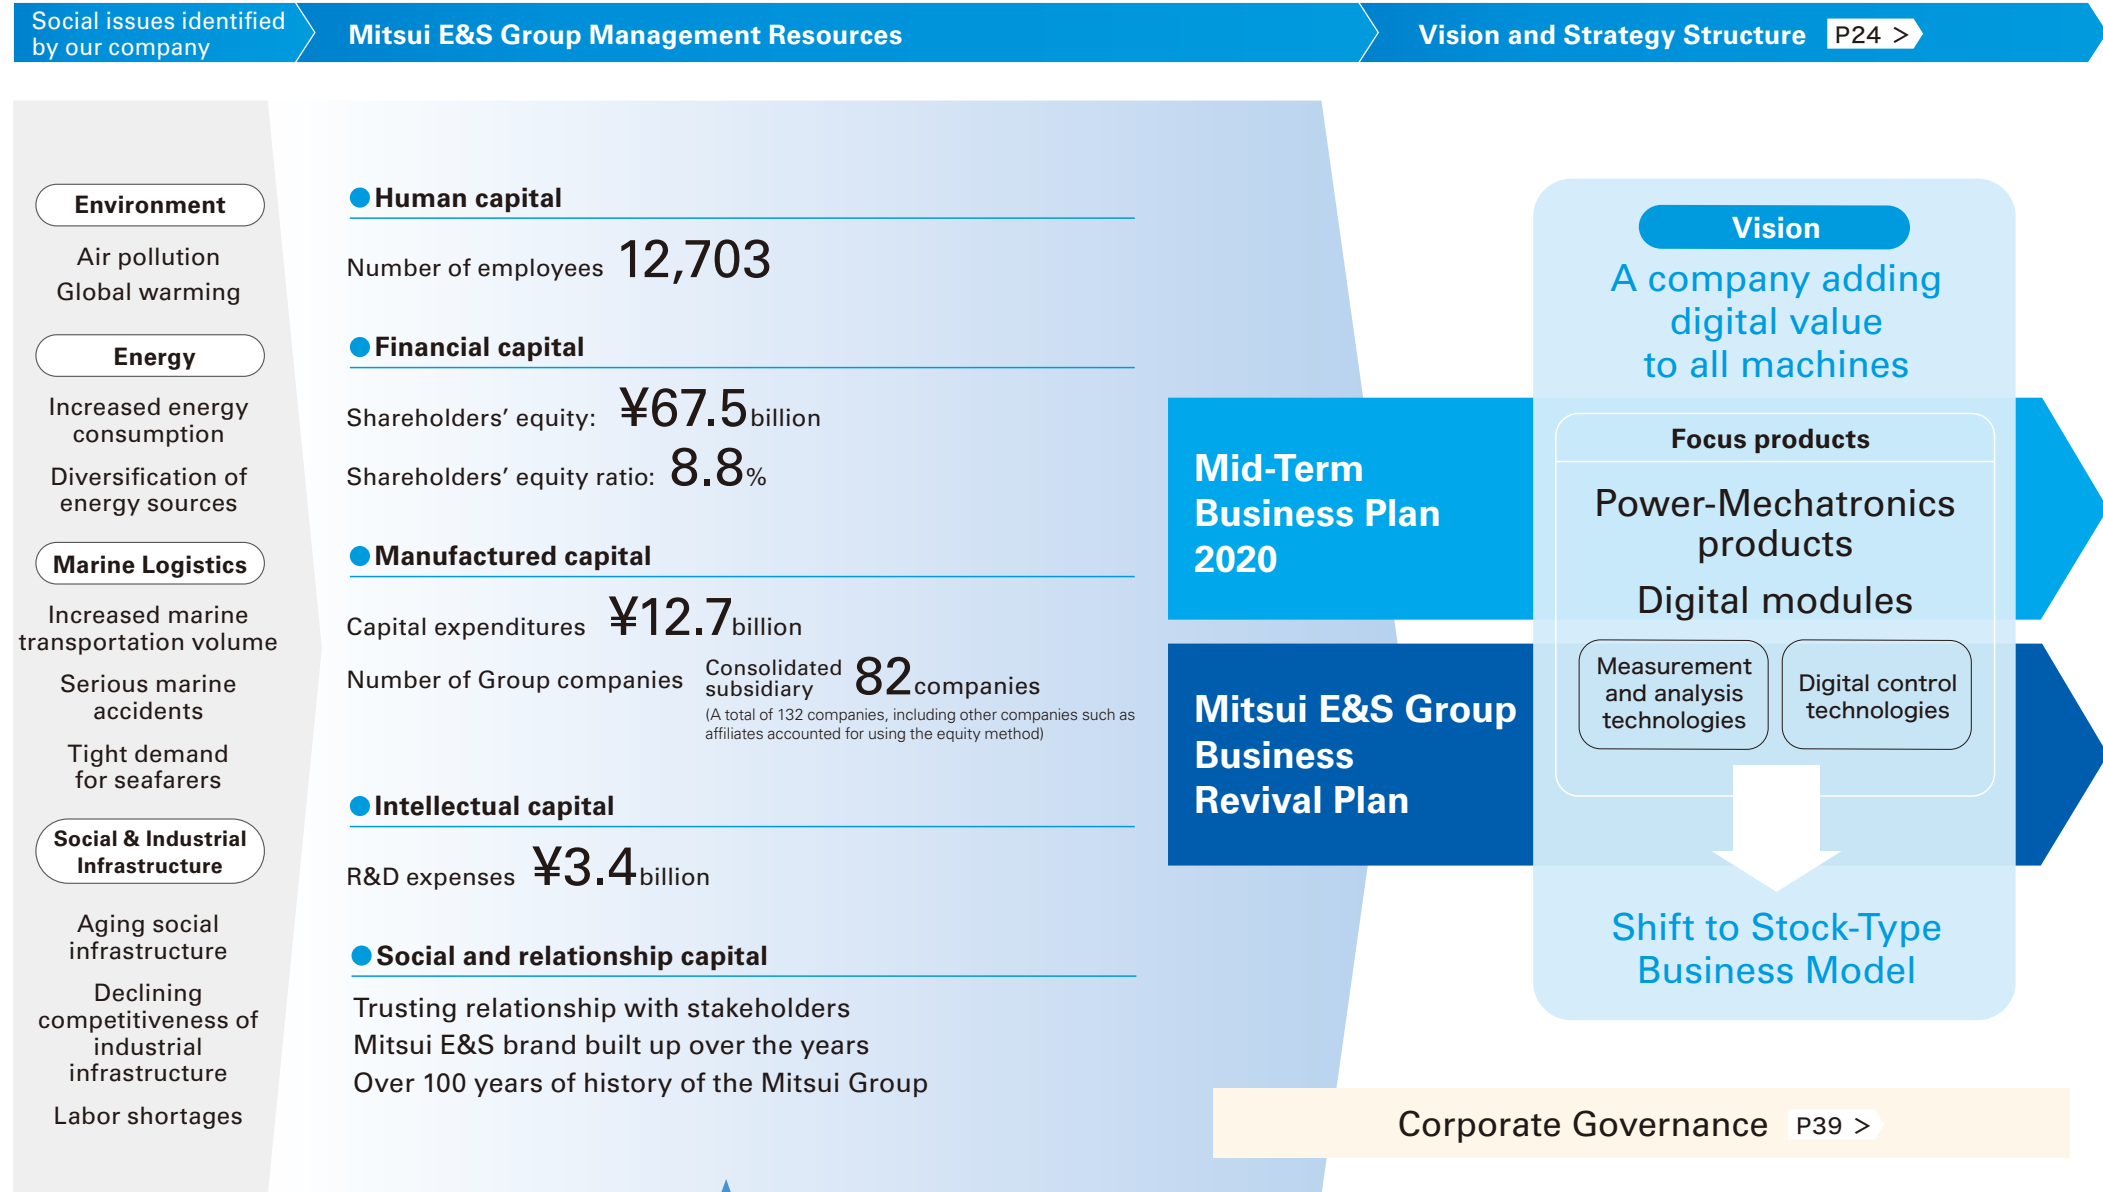 Social issues identified
by our company
Mitsui E&S Group Management Resources
Vision and Strategy Structure P24 >
Environment
Air pollution
Global warming
Energy
Increased energy
consumption
Diversification of
energy sources
Marine Logistics
Increased marine
transportation volume
Serious marine
accidents
Tight demand
for seafarers
Social & Industrial
Infrastructure
Aging social
infrastructure
Declining
competitiveness of
industrial
infrastructure
Labor shortages
Human capital
Number of employees 12,703
Financial capital
Shareholders’ equity: ¥67.5 billion
Shareholders’ equity ratio: 8.8%
Manufactured capital
Capital expenditures ¥12.7 billion
Number of Group companies Consolidated
subsidiary 82 companies
(A total of 132 companies, including other companies such as
affiliates accounted for using the equity method)
Intellectual capital
R&D expenses ¥3.4 billion
Social and relationship capital
Trusting relationship with stakeholders
Mitsui E&S brand built up over the years
Over 100 years of history of the Mitsui Group
Mid-Term
Business Plan
2020
Mitsui E&S Group
Business
Revival Plan
Vision
A company adding
digital value
to all machines
Focus products
Power-Mechatronics
products
Digital modules
Measurement
and analysis
technologies
Digital control
technologies
Shift to Stock-Type
Business Model
Corporate Governance P39 >